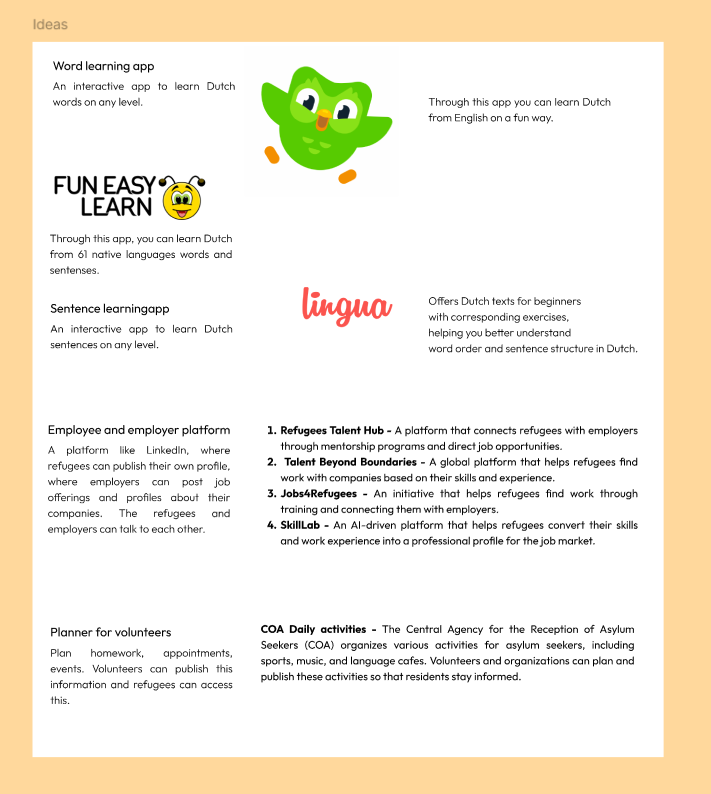 Ideas
Word learning app
An interactive app to learn Dutch
words on any level.
Through this app you can learn Dutch
from English on a fun way.
FUN EASY
LEARN
Through this app, you can learn Dutch
from 61 native languages words and
sentences.
Sentence learningapp
An interactive app to learn Dutch
sentences on any level.
lingua
Offers Dutch texts for beginners
with corresponding exercises,
helping you better understand
word order and sentence structure in Dutch.
Employee and employer platform
A platform like LinkedIn, where
refugees can publish their own profile,
where employers can post job
offerings and profiles about their
companies. The refugees and
employers can talk to each other.
1. Refugees Talent Hub - A platform that connects refugees with employers
through mentorship programs and direct job opportunities.
2. Talent Beyond Boundaries - A global platform that helps refugees find
work with companies based on their skills and experience.
3. Jobs4Refugees - An initiative that helps refugees find work through
training and connecting them with employers.
4. SkillLab - An AI-driven platform that helps refugees convert their skills
and work experience into a professional profile for the job market.
Planner for volunteers
Plan homework, appointments,
events. Volunteers can publish this
information and refugees can access
this.
COA Daily activities - The Central Agency for the Reception of Asylum
Seekers (COA) organizes various activities for asylum seekers, including
sports, music, and language cafes. Volunteers and organizations can plan and
publish these activities so that residents stay informed.